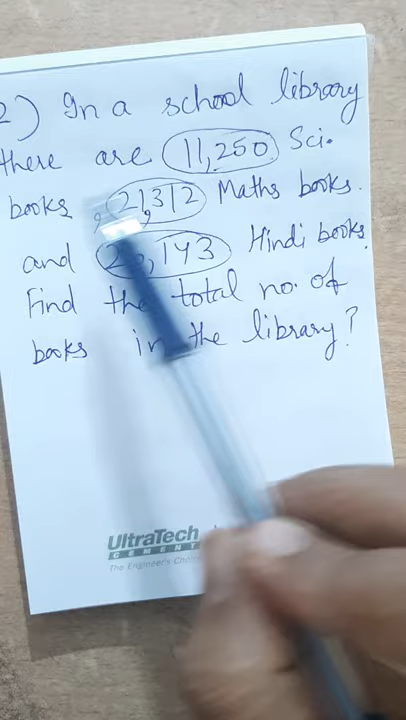 2) In a school library
there are 11,250 Sci.
books, 21,312 Maths books.
and Hindi books.
Find the total no. of
books in the library?
UltraTech
CEMENT
The Engineer's Choice